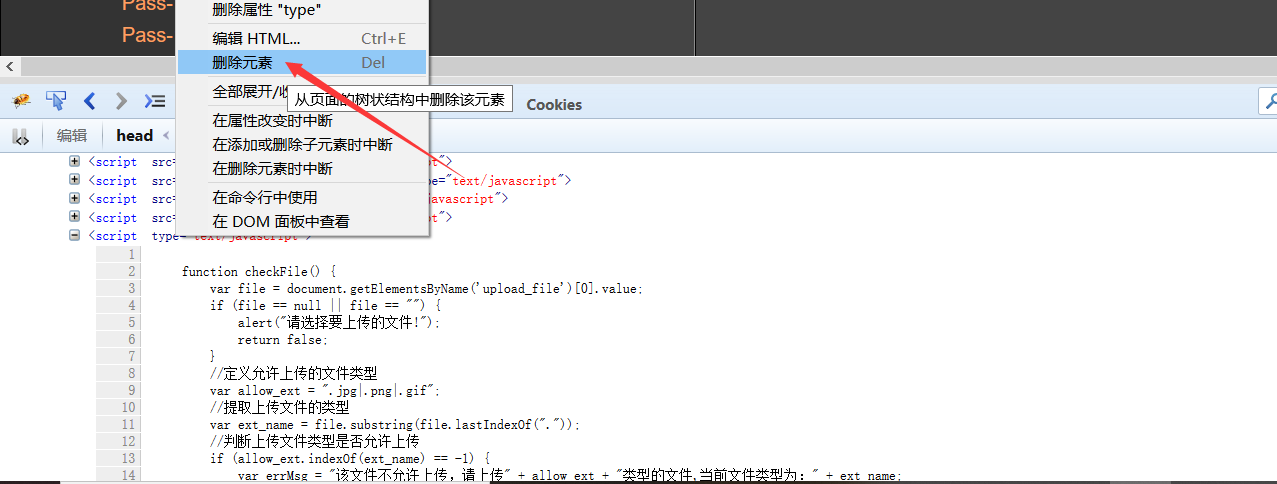 Pass-
删除属性 "type"
Pass-
编辑 HTML... Ctrl+E
删除元素 Del
全部展开/
从页面的树状结构中删除该元素
Cookies
在属性改变时中断
编辑 head <
在添加或删除子元素时中断
<script src= pt">
在删除元素时中断
<script src= pe="text/javascript">
<script src= javascript">
在命令行中使用
<script src= pt">
在 DOM 面板中查看
<script type="text/javascript">
1
2 function checkFile() {
3 var file = document.getElementsByName('upload_file')[0].value;
4 if (file == null || file == "") {
5 alert("请选择要上传的文件!");
6 return false;
7 }
8 //定义允许上传的文件类型
9 var allow_ext = ".jpg|.png|.gif";
10 //提取上传文件的类型
11 var ext_name = file.substring(file.lastIndexOf("."));
12 //判断上传文件类型是否允许上传
13 if (allow_ext.indexOf(ext_name) == -1) {
14 var errMsg = "该文件不允许上传，请上传" + allow_ext + "类型的文件,当前文件类型为：" + ext_name;